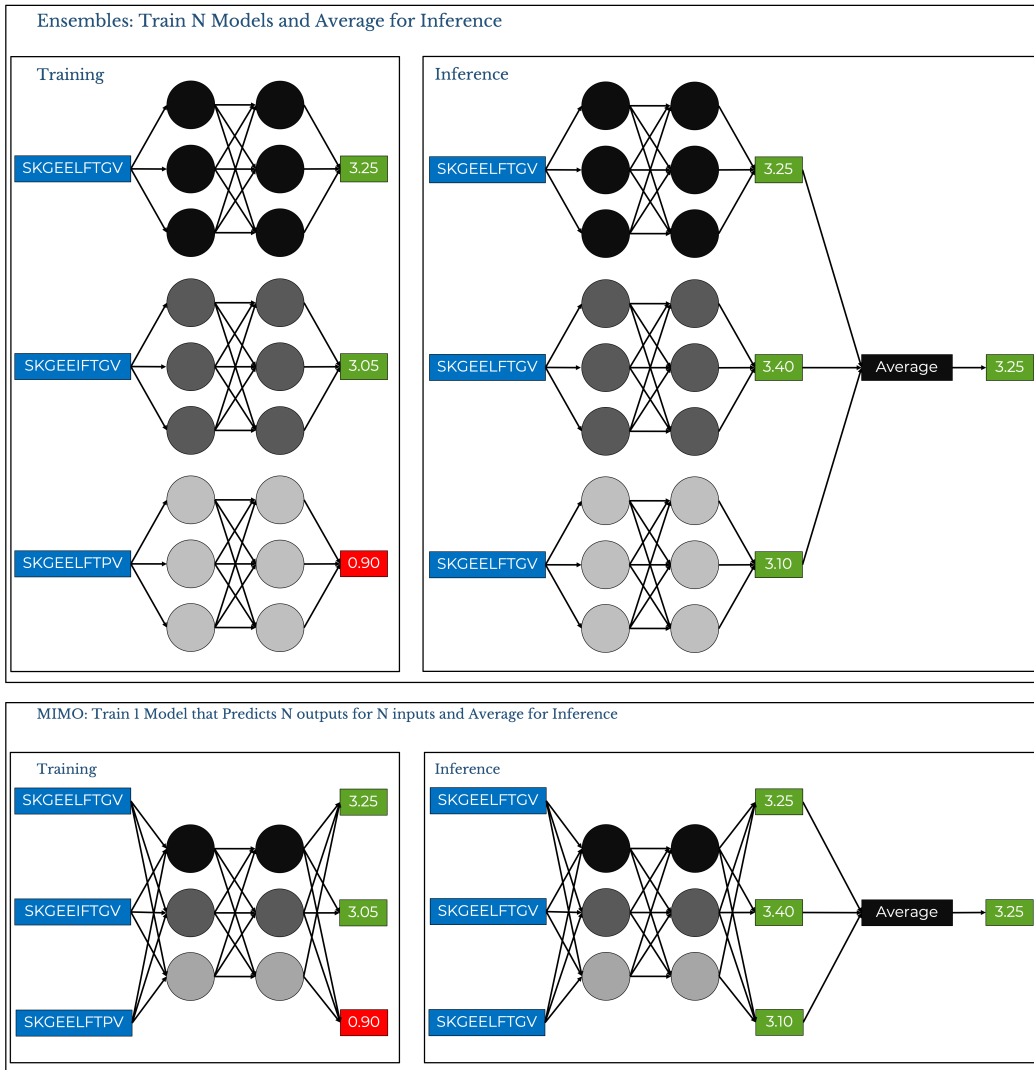 Ensembles: Train N Models and Average for Inference
Training
SKGEELFTGV
3.25
SKGEEIFTGV
3.05
SKGEELFTPV
0.90
Inference
SKGEELFTGV
3.25
SKGEELFTGV
3.40
Average
3.25
SKGEELFTGV
3.10
MIMO: Train 1 Model that Predicts N outputs for N inputs and Average for Inference
Training
SKGEELFTGV
3.25
SKGEEIFTGV
3.05
SKGEELFTPV
0.90
Inference
SKGEELFTGV
3.25
SKGEELFTGV
3.40
Average
3.25
SKGEELFTGV
3.10